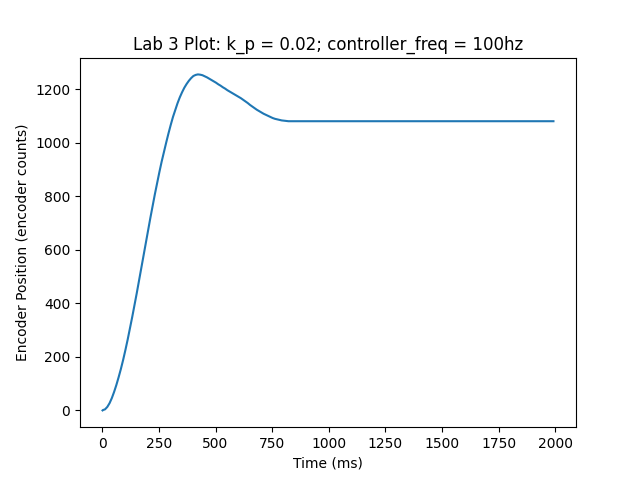 Lab 3 Plot: k_p = 0.02; controller_freq = 100hz
1200
1000
800
600
400
200
0
Encoder Position (encoder counts)
0 250 500 750 1000 1250 1500 1750 2000
Time (ms)